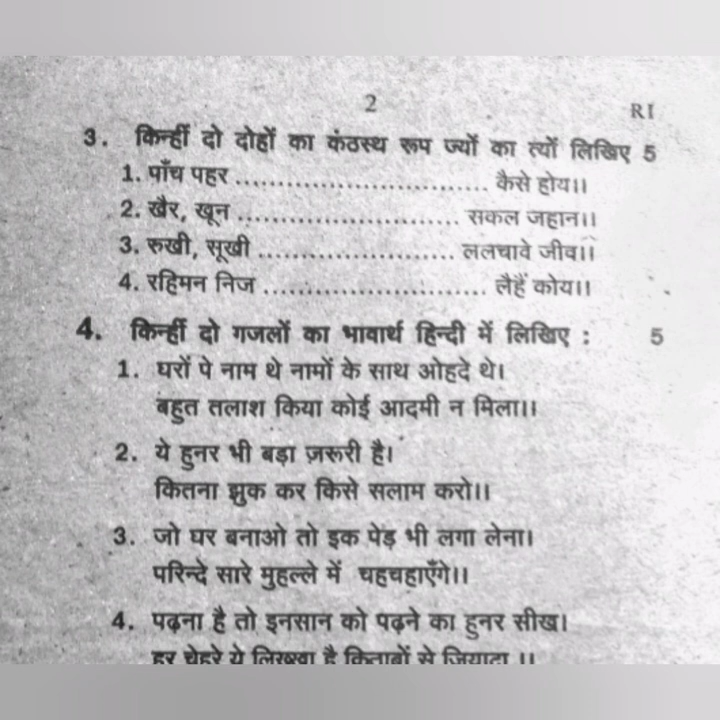 2
RI
3. किन्हीं दो दोहों का कंठस्थ रूप ज्यों का त्यों लिखिए 5
1. पाँच पहर .............................. कैसे होय।।
2. खैर, खून .......................... सकल जहान।।
3. रुखी, सूखी ....................... ललचावे जीव।।
4. रहिमन निज .......................... लैहैं कोय।।
4. किन्हीं दो गजलों का भावार्थ हिन्दी में लिखिए : 5
1. घरों पे नाम थे नामों के साथ ओहदे थे।
बहुत तलाश किया कोई आदमी न मिला।।
2. ये हुनर भी बड़ा ज़रूरी है।
कितना झुक कर किसे सलाम करो।।
3. जो घर बनाओ तो इक पेड़ भी लगा लेना।
परिन्दे सारे मुहल्ले में चहचहाएँगे।।
4. पढ़ना है तो इनसान को पढ़ने का हुनर सीख।
हर चेहरे ये लिख्खा है किताबों से जियादा ।।